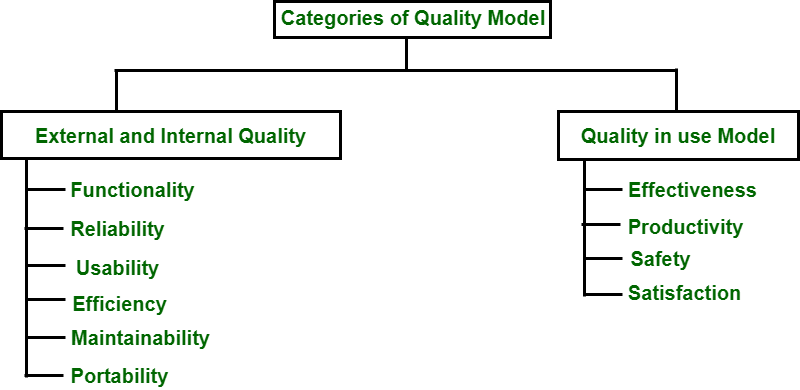 Categories of Quality Model
External and Internal Quality
Functionality
Reliability
Usability
Efficiency
Maintainability
Portability
Quality in use Model
Effectiveness
Productivity
Safety
Satisfaction